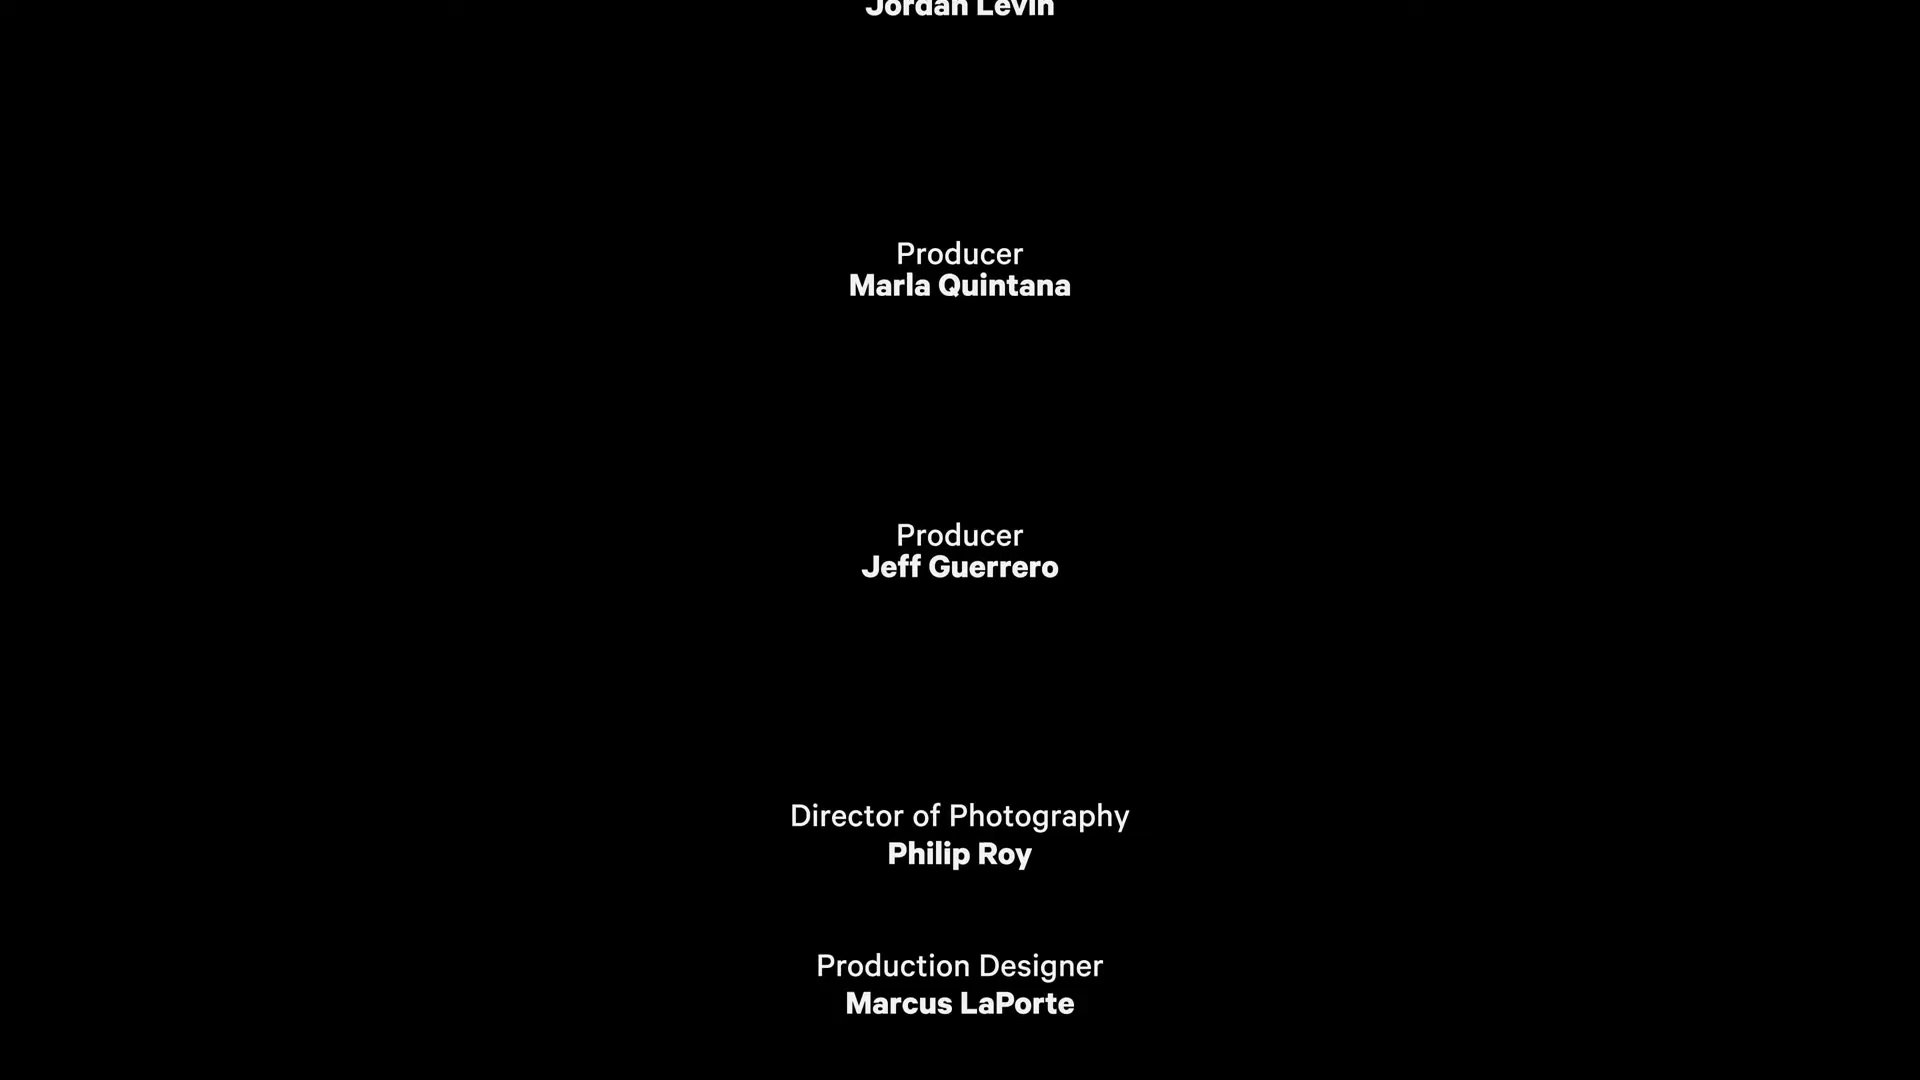 Jordan Levin
Producer
Marla Quintana
Producer
Jeff Guerrero
Director of Photography
Philip Roy
Production Designer
Marcus LaPorte